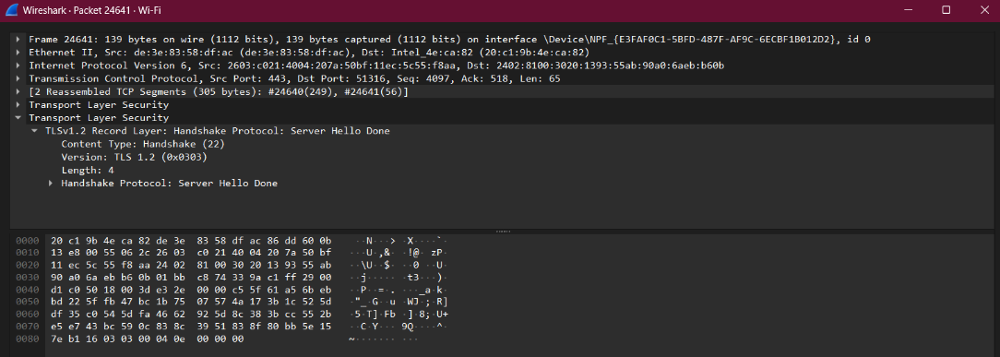 Wireshark · Packet 24641 · Wi-Fi
Frame 24641: 139 bytes on wire (1112 bits), 139 bytes captured (1112 bits) on interface \Device\NPF_{E3FAF0C1-5BFD-487F-AF9C-6ECBF1B012D2}, id 0
Ethernet II, Src: de:3e:83:58:df:ac (de:3e:83:58:df:ac), Dst: Intel_4e:ca:82 (20:c1:9b:4e:ca:82)
Internet Protocol Version 6, Src: 2603:c021:4004:207a:50bf:11ec:5c55:f8aa, Dst: 2402:8100:3020:1393:55ab:90a0:6aeb:b60b
Transmission Control Protocol, Src Port: 443, Dst Port: 51316, Seq: 4097, Ack: 518, Len: 65
[2 Reassembled TCP Segments (305 bytes): #24640(249), #24641(56)]
Transport Layer Security
Transport Layer Security
TLSv1.2 Record Layer: Handshake Protocol: Server Hello Done
Content Type: Handshake (22)
Version: TLS 1.2 (0x0303)
Length: 4
Handshake Protocol: Server Hello Done
0000 20 c1 9b 4e ca 82 de 3e 83 58 df ac 86 dd 60 0b ···N···> ·X····`·
0010 13 e8 00 55 06 2c 26 03 c0 21 40 04 20 7a 50 bf ···U·,&· ·!@· zP·
0020 11 ec 5c 55 f8 aa 24 02 81 00 30 20 13 93 55 ab ··\U··$· ··0 ··U·
0030 90 a0 6a eb b6 0b 01 bb c8 74 33 9a c1 ff 29 00 ··j····· ·t3···)·
0040 d1 c0 50 18 00 3d e3 2e 00 00 c5 5f 61 a5 6b eb ··P··=·. ···_a·k·
0050 bd 22 5f fb 47 bc 1b 75 07 57 4a 17 3b 1c 52 5d ·"_·G··u ·WJ·;·R]
0060 df 35 c0 54 5d fa 46 62 92 5d 8c 38 3b cc 55 2b ·5·T]·Fb ·]·8;·U+
0070 e5 e7 43 bc 59 0c 83 8c 39 51 83 8f 80 bb 5e 15 ··C·Y··· 9Q····^·
0080 7e b1 16 03 03 00 04 0e 00 00 00 ~······· ···